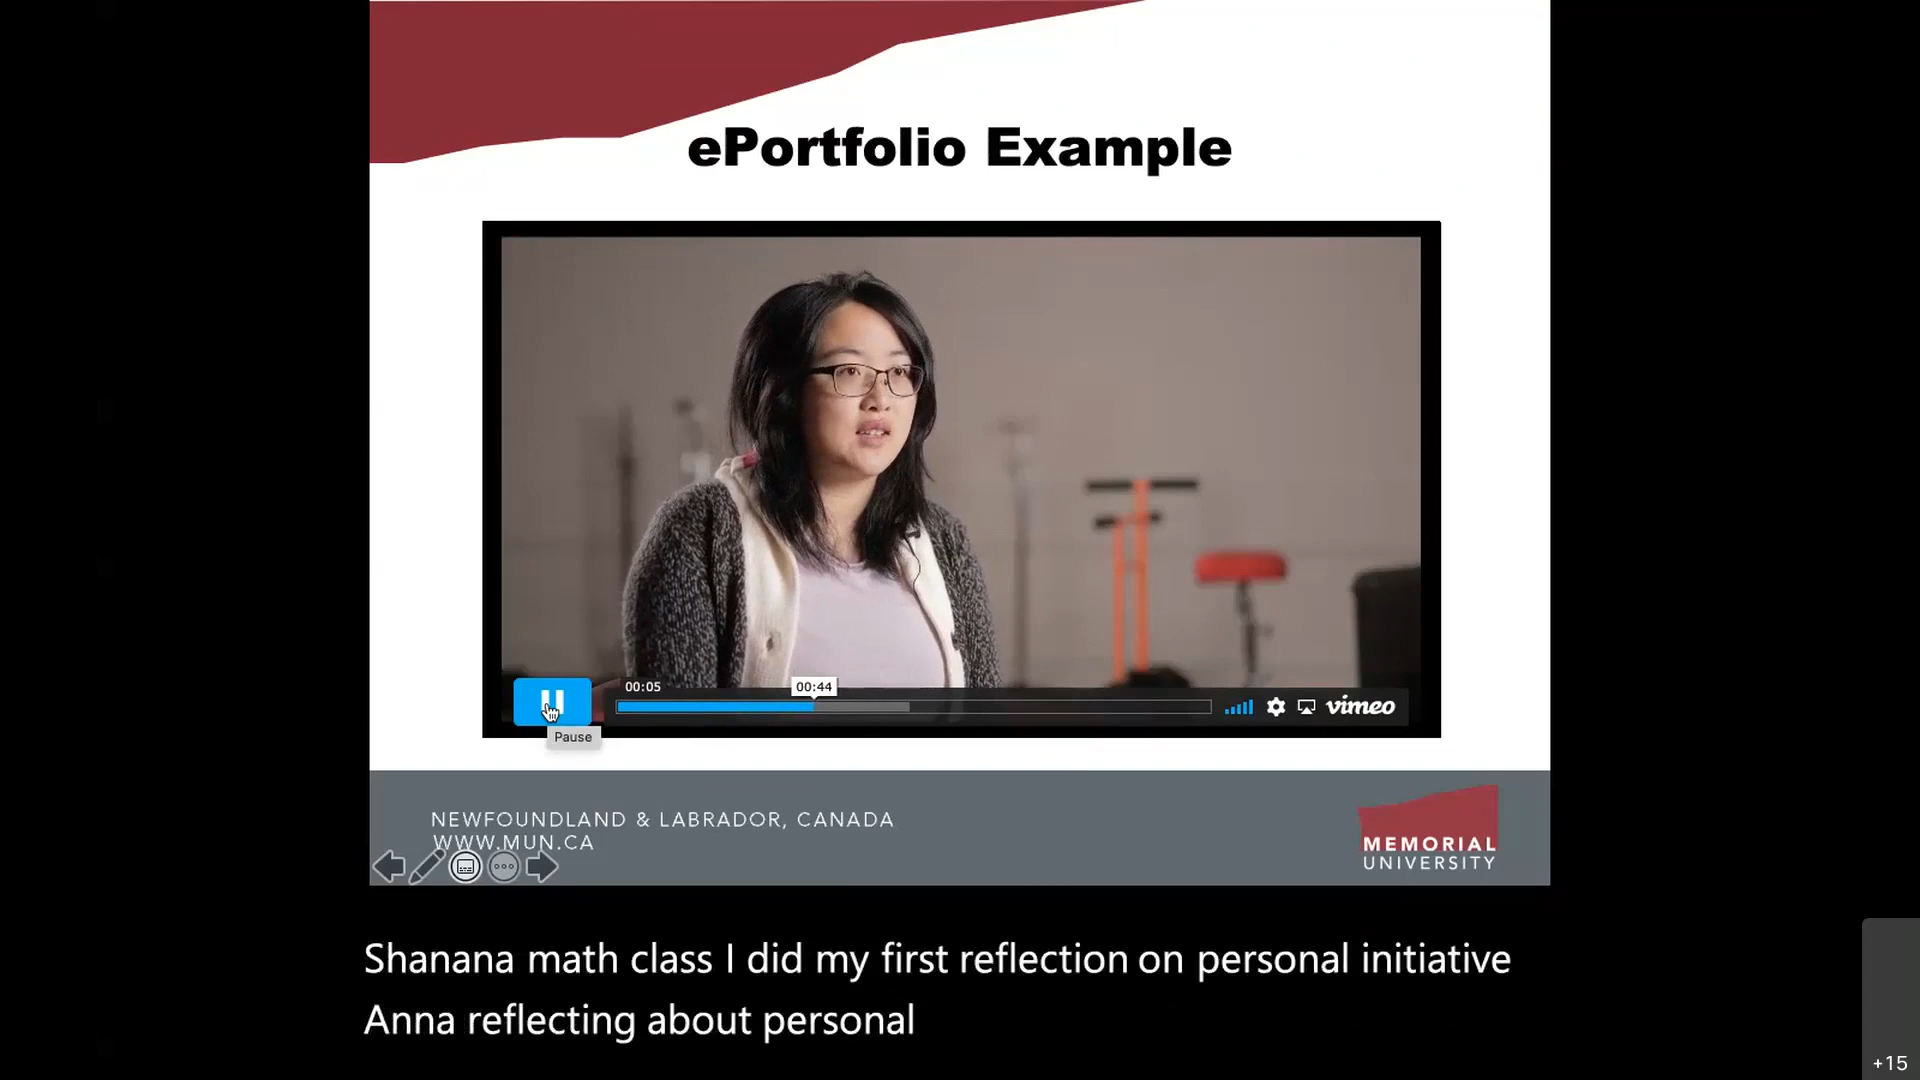 ePortfolio Example
00:05
00:44
vimeo
Pause
NEWFOUNDLAND & LABRADOR, CANADA
WWW.MUN.CA
MEMORIAL
UNIVERSITY
Shanana math class I did my first reflection on personal initiative
Anna reflecting about personal
+15